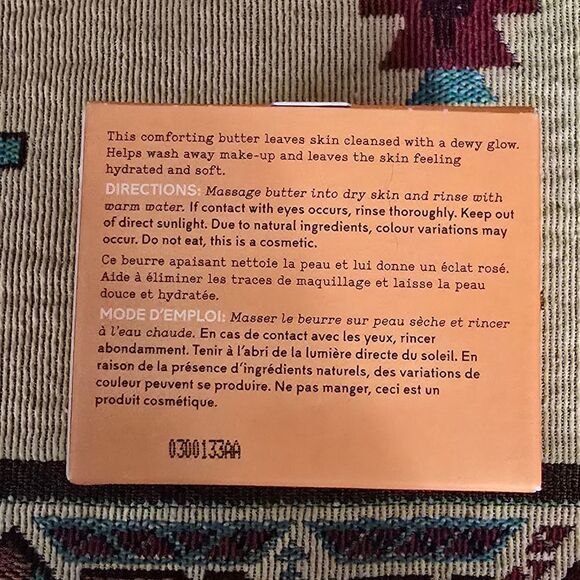 This comforting butter leaves skin cleansed with a dewy glow.
Helps wash away make-up and leaves the skin feeling
hydrated and soft.
DIRECTIONS: Massage butter into dry skin and rinse with
warm water. If contact with eyes occurs, rinse thoroughly. Keep out
of direct sunlight. Due to natural ingredients, colour variations may
occur. Do not eat, this is a cosmetic.
Ce beurre apaisant nettoie la peau et lui donne un éclat rosé.
Aide à éliminer les traces de maquillage et laisse la peau
douce et hydratée.
MODE D'EMPLOI: Masser le beurre sur peau sèche et rincer
à l'eau chaude. En cas de contact avec les yeux, rincer
abondamment. Tenir à l'abri de la lumière directe du soleil. En
raison de la présence d'ingrédients naturels, des variations de
couleur peuvent se produire. Ne pas manger, ceci est un
produit cosmétique.
0300133AA